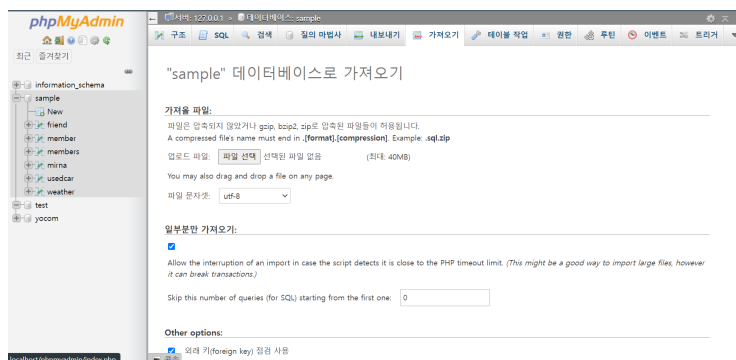 phpMyAdmin
최근 즐겨찾기
information_schema
sample
New
friend
member
members
mirna
usedcar
weather
test
yocom
서버: 127.0.0.1 » 데이터베이스: sample
구조 SQL 검색 질의 마법사 내보내기 가져오기 테이블 작업 권한 루틴 이벤트 트리거
"sample" 데이터베이스로 가져오기
가져올 파일:
파일은 압축되지 않았거나 gzip, bzip2, zip로 압축된 파일들이 허용됩니다.
A compressed file's name must end in .[format].[compression]. Example: .sql.zip
업로드 파일: 파일 선택 선택된 파일 없음 (최대: 40MB)
You may also drag and drop a file on any page.
파일 문자셋: utf-8
일부분만 가져오기:
Allow the interruption of an import in case the script detects it is close to the PHP timeout limit. (This might be a good way to import large files, however
it can break transactions.)
Skip this number of queries (for SQL) starting from the first one: 0
Other options:
외래 키(foreign key) 점검 사용
localhost/phpmyadmin/index.php
콘솔